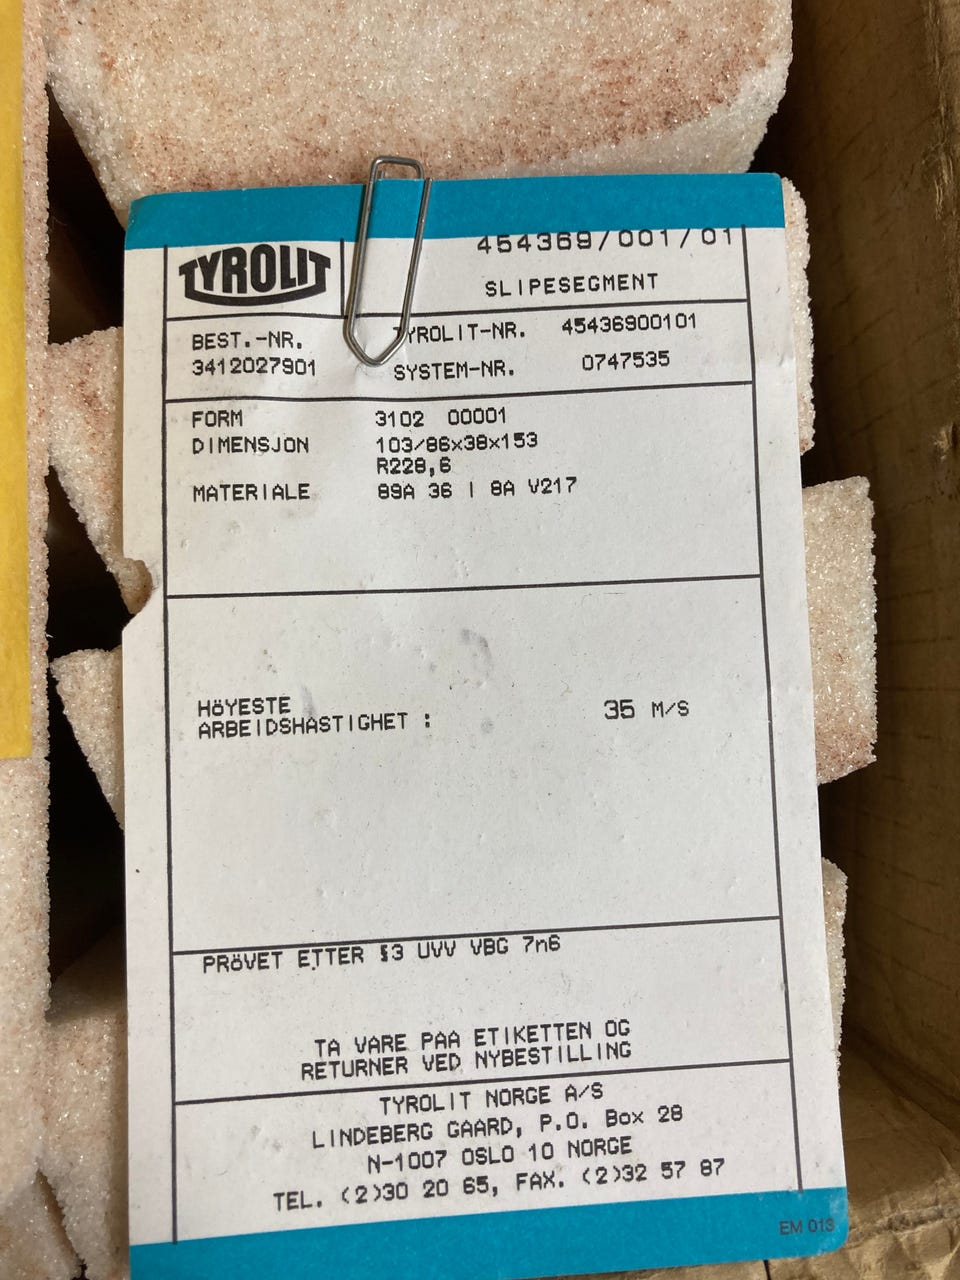 454369/001/01
TYROLIT
SLIPESEGMENT
BEST.-NR. TYROLIT-NR. 45436900101
3412027901 SYSTEM-NR. 0747535
FORM 3102 00001
DIMENSJON 103/86x38x153
R228,6
MATERIALE 89A 36 I 8A V217
HÖYESTE
ARBEIDSHASTIGHET : 35 M/S
PRÖVET ETTER §3 UVV VBG 7n6
TA VARE PAA ETIKETTEN OG
RETURNER VED NYBESTILLING
TYROLIT NORGE A/S
LINDEBERG GAARD, P.O. Box 28
N-1007 OSLO 10 NORGE
TEL. (2)30 20 65, FAX. (2)32 57 87
EM 013